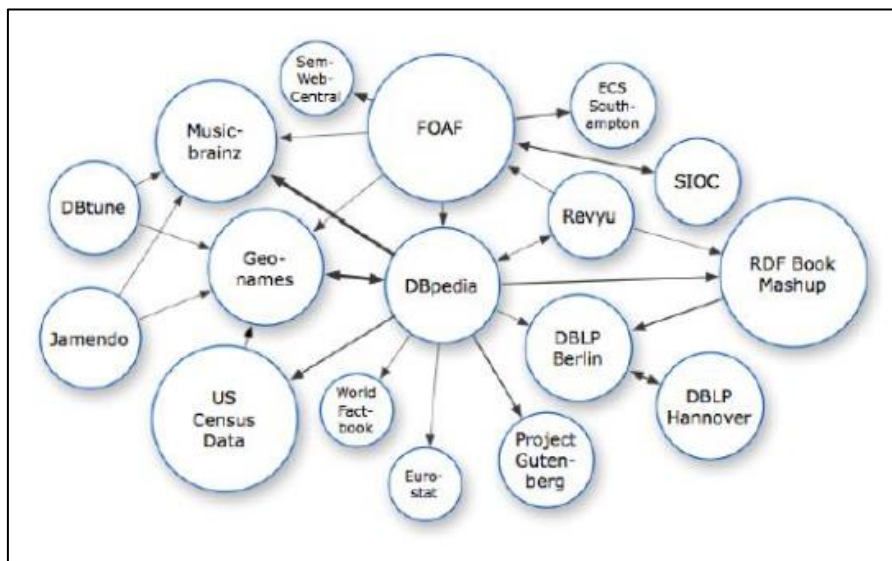 Sem-
Web-
Central
FOAF
ECS
South-
ampton
Music-
brainz
SIOC
DBtune
Revyu
Geo-
names
DBpedia
RDF Book
Mashup
Jamendo
DBLP
Berlin
US
Census
Data
World
Fact-
book
DBLP
Hannover
Project
Guten-
berg
Euro-
stat